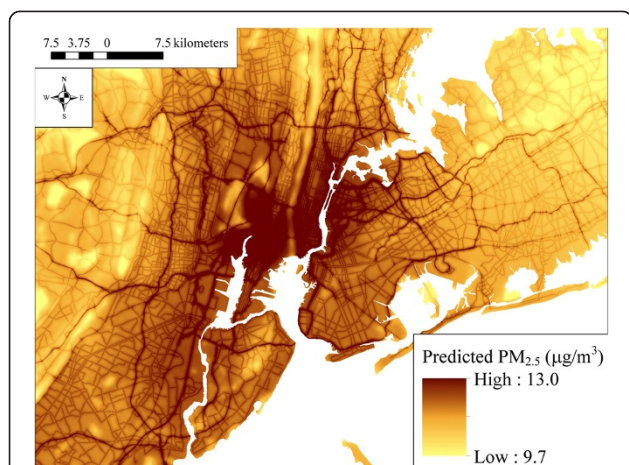 7.5 3.75 0 7.5 kilometers
N
W E
S
Predicted PM2.5 (μg/m³)
High : 13.0
Low : 9.7